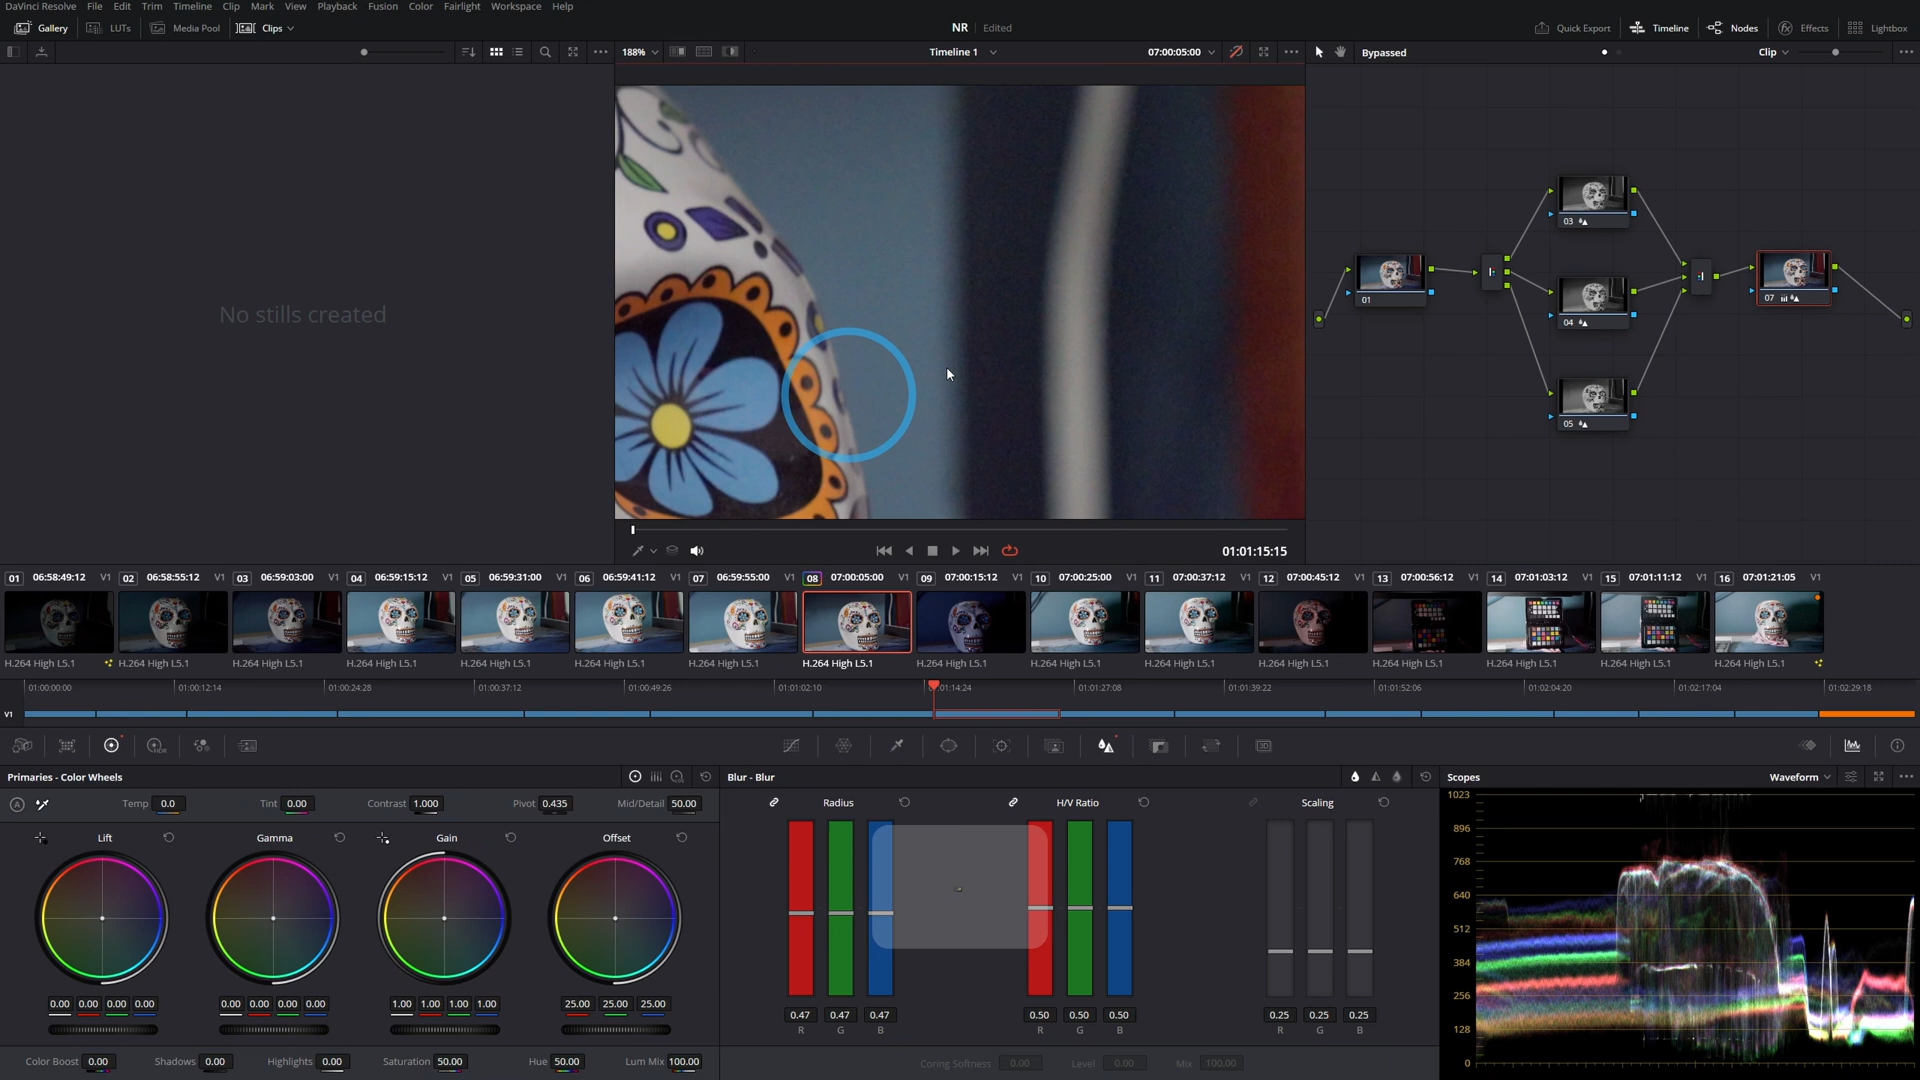 DaVinci Resolve File Edit Trim Timeline Clip Mark View Playback Fusion Color Fairlight Workspace Help
Gallery LUTs Media Pool Clips NR Edited Quick Export Timeline Nodes Effects Lightbox
188% Timeline 1 07:00:05:00 Bypassed Clip
No stills created
01
03
04
05
07
01:01:15:15
01 06:58:49:12 V1 02 06:58:55:12 V1 03 06:59:03:00 V1 04 06:59:15:12 V1 05 06:59:31:00 V1 06 06:59:41:12 V1 07 06:59:55:00 V1 08 07:00:05:00 V1 09 07:00:15:12 V1 10 07:00:25:00 V1 11 07:00:37:12 V1 12 07:00:45:12 V1 13 07:00:56:12 V1 14 07:01:03:12 V1 15 07:01:11:12 V1 16 07:01:21:05 V1
H.264 High L5.1 H.264 High L5.1 H.264 High L5.1 H.264 High L5.1 H.264 High L5.1 H.264 High L5.1 H.264 High L5.1 H.264 High L5.1 H.264 High L5.1 H.264 High L5.1 H.264 High L5.1 H.264 High L5.1 H.264 High L5.1 H.264 High L5.1 H.264 High L5.1 H.264 High L5.1
01:00:00:00 01:00:12:14 01:00:24:28 01:00:37:12 01:00:49:26 01:01:02:10 :01:14:24 01:01:27:08 01:01:39:22 01:01:52:06 01:02:04:20 01:02:17:04 01:02:29:18
V1
HDR 3D
Primaries - Color Wheels Blur - Blur Scopes Waveform
A Temp 0.0 Tint 0.00 Contrast 1.000 Pivot 0.435 Mid/Detail 50.00 Radius H/V Ratio Scaling
Lift Gamma Gain Offset
1023
896
768
640
512
384
256
128
0
0.00 0.00 0.00 0.00 0.00 0.00 0.00 0.00 1.00 1.00 1.00 1.00 25.00 25.00 25.00 0.47 0.47 0.47 0.50 0.50 0.50 0.25 0.25 0.25
R G B R G B R G B
Color Boost 0.00 Shadows 0.00 Highlights 0.00 Saturation 50.00 Hue 50.00 Lum Mix 100.00 Coring Softness 0.00 Level 0.00 Mix 100.00